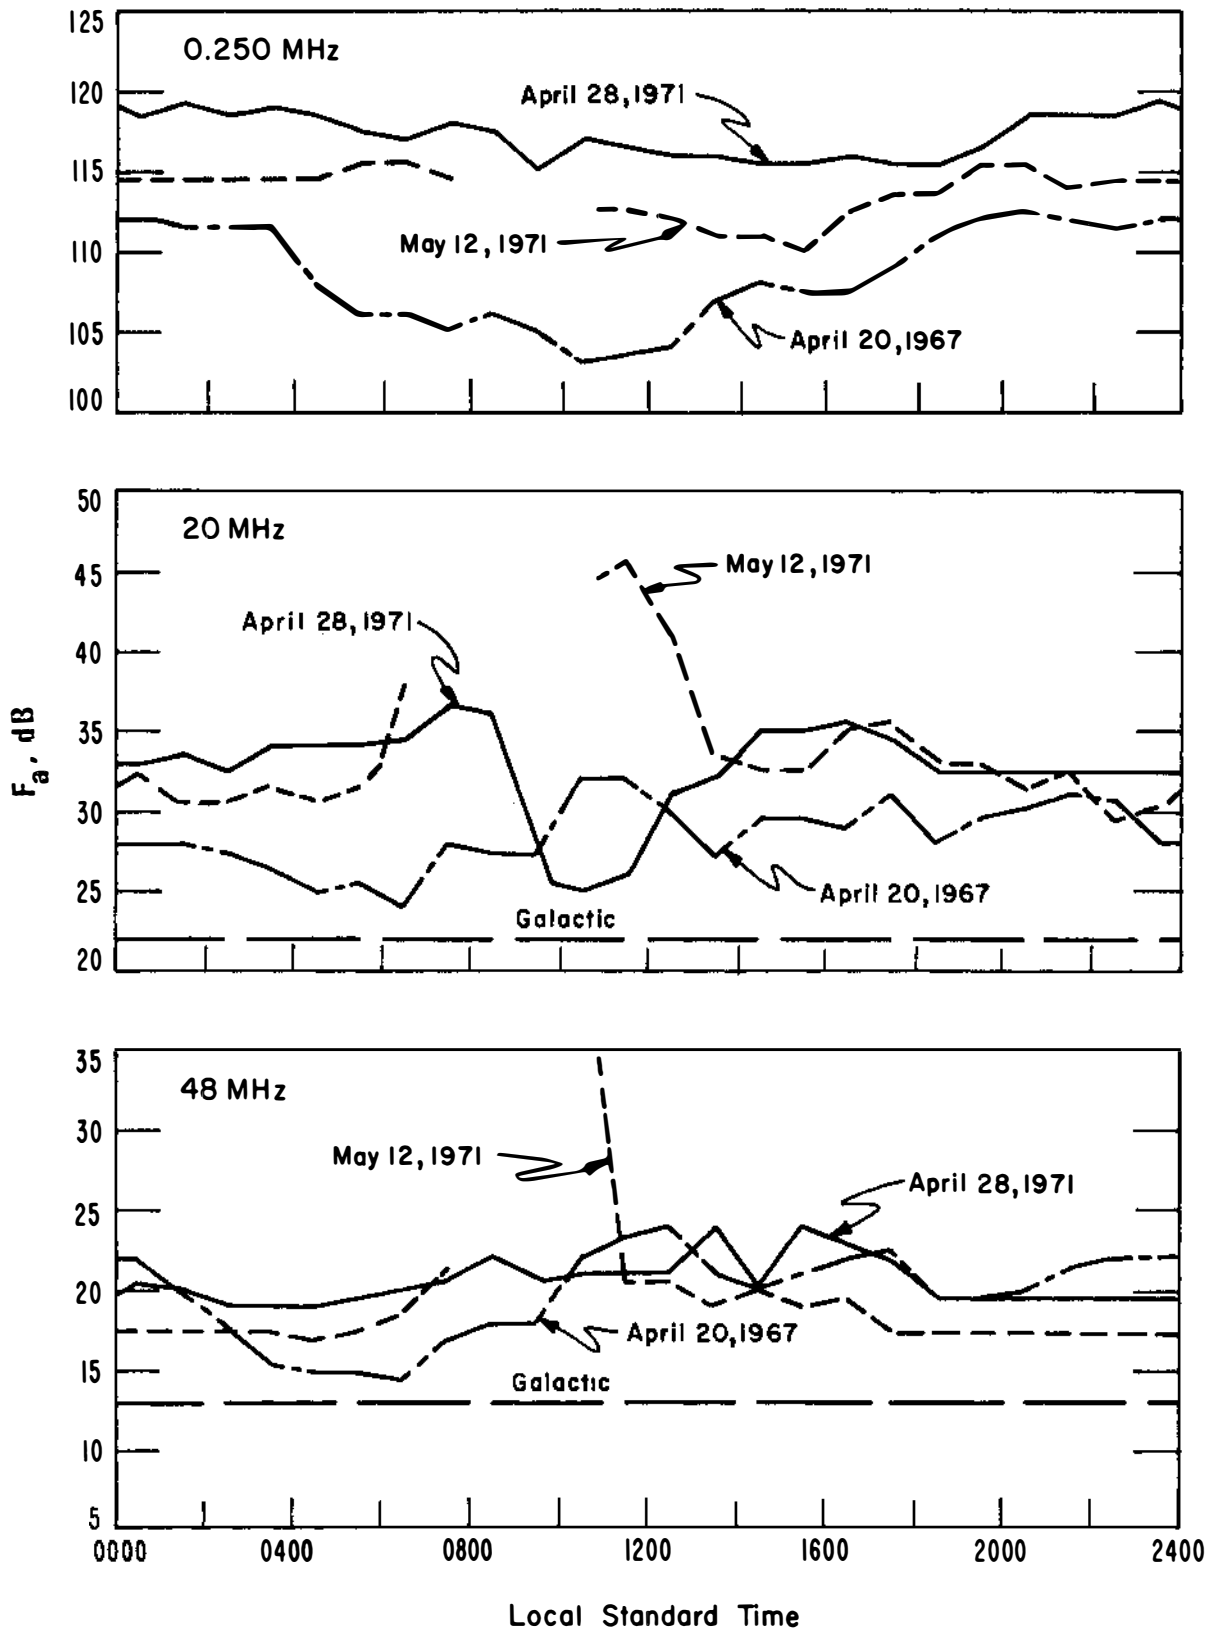 125
0.250 MHz
120
April 28, 1971
115
110
May 12, 1971
105
April 20, 1967
100
50
20 MHz
45
May 12, 1971
April 28, 1971
40
35
Fa, dB
30
25
April 20, 1967
Galactic
20
35
48 MHz
30
May 12, 1971
April 28, 1971
25
20
April 20, 1967
15
Galactic
10
5
0000 0400 0800 1200 1600 2000 2400
Local Standard Time